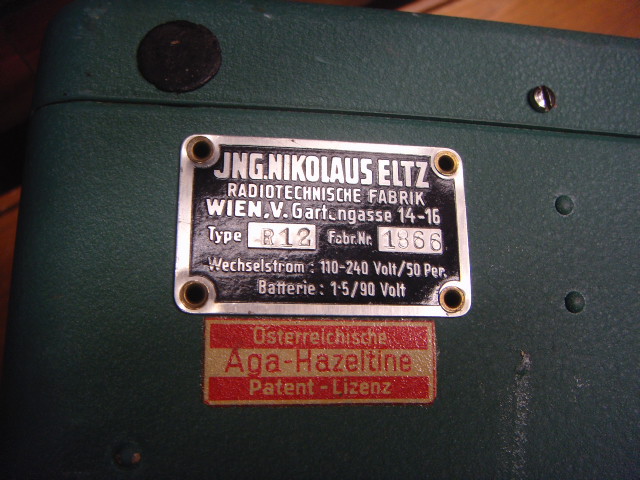 JNG.NIKOLAUS ELTZ
RADIOTECHNISCHE FABRIK
WIEN.V. Gartengasse 14-16
Type R12 Fabr.Nr. 1866
Wechselstrom : 110-240 Volt/50 Per.
Batterie : 1·5/90 Volt
Österreichische
Aga-Hazeltine
Patent - Lizenz